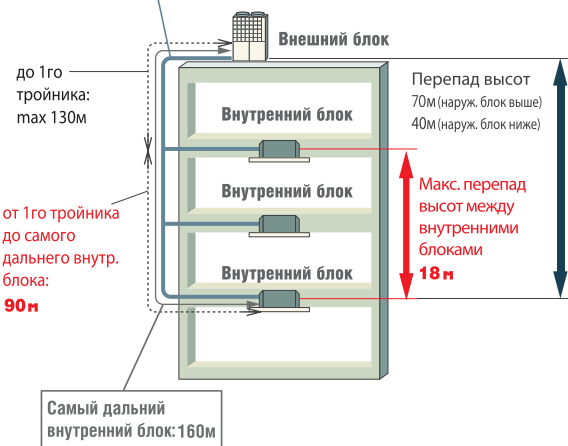 Внешний блок
до 1го
тройника:
max 130м
Перепад высот
70м (наруж. блок выше)
40м (наруж. блок ниже)
Внутренний блок
Внутренний блок
Макс. перепад
высот между
внутренними
блоками
18 м
от 1го тройника
до самого
дальнего внутр.
блока:
90 м
Внутренний блок
Самый дальний
внутренний блок:160м